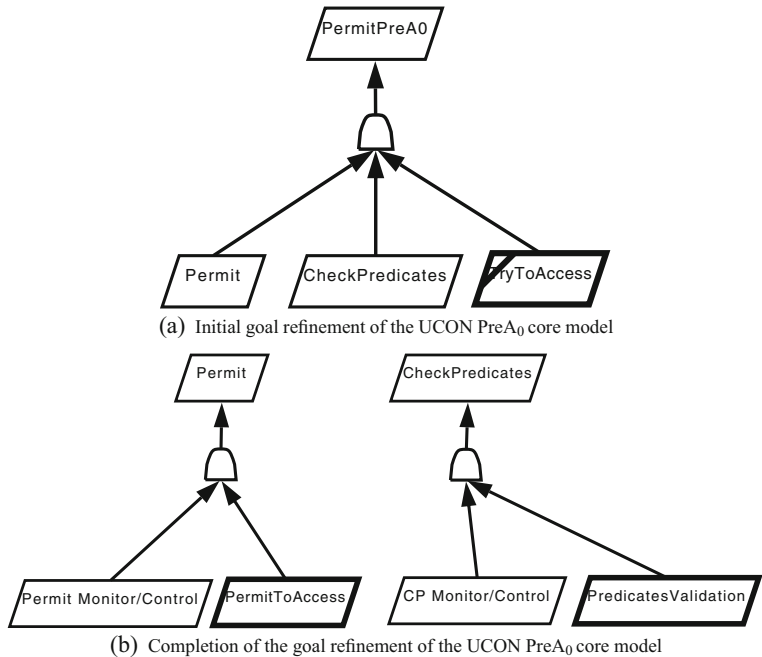 PermitPreA0
Permit
CheckPredicates
TryToAccess
(a) Initial goal refinement of the UCON PreA₀ core model
Permit
CheckPredicates
Permit Monitor/Control
PermitToAccess
CP Monitor/Control
PredicatesValidation
(b) Completion of the goal refinement of the UCON PreA₀ core model